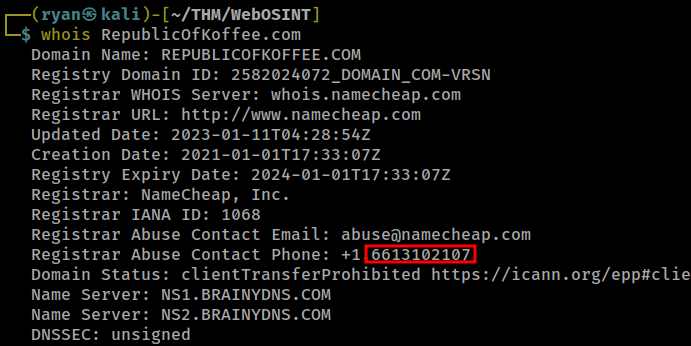 (ryan㉿kali)-[~/THM/WebOSINT]
$ whois RepublicOfKoffee.com
Domain Name: REPUBLICOFKOFFEE.COM
Registry Domain ID: 2582024072_DOMAIN_COM-VRSN
Registrar WHOIS Server: whois.namecheap.com
Registrar URL: http://www.namecheap.com
Updated Date: 2023-01-11T04:28:54Z
Creation Date: 2021-01-01T17:33:07Z
Registry Expiry Date: 2024-01-01T17:33:07Z
Registrar: NameCheap, Inc.
Registrar IANA ID: 1068
Registrar Abuse Contact Email: abuse@namecheap.com
Registrar Abuse Contact Phone: +1.6613102107
Domain Status: clientTransferProhibited https://icann.org/epp#clie
Name Server: NS1.BRAINYDNS.COM
Name Server: NS2.BRAINYDNS.COM
DNSSEC: unsigned